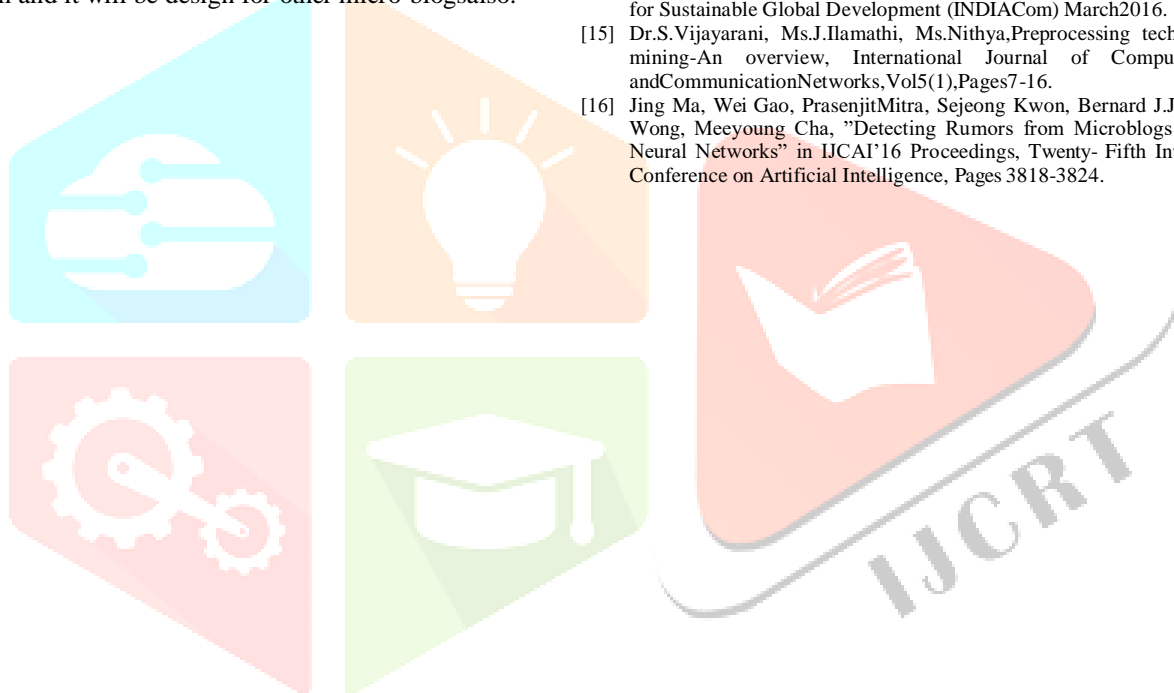 and it will be design for other micro-blogsalso.
for Sustainable Global Development (INDIACom) March2016.
[15] Dr.S.Vijayarani, Ms.J.Ilamathi, Ms.Nithya,Preprocessing tech
mining-An overview, International Journal of Compu
andCommunicationNetworks,Vol5(1),Pages7-16.
[16] Jing Ma, Wei Gao, PrasenjitMitra, Sejeong Kwon, Bernard J.J
Wong, Meeyoung Cha, ”Detecting Rumors from Microblogs
Neural Networks” in IJCAI’16 Proceedings, Twenty- Fifth In
Conference on Artificial Intelligence, Pages 3818-3824.
IJCRT